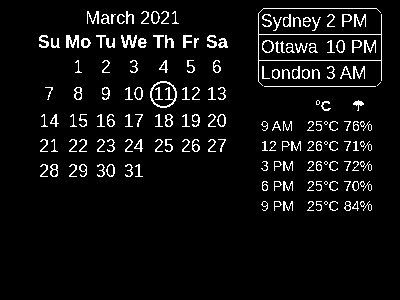 March 2021
Su Mo Tu We Th Fr Sa
1 2 3 4 5 6
7 8 9 10 11 12 13
14 15 16 17 18 19 20
21 22 23 24 25 26 27
28 29 30 31
Sydney 2 PM
Ottawa 10 PM
London 3 AM
°C
9 AM 25°C 76%
12 PM 26°C 71%
3 PM 26°C 72%
6 PM 25°C 70%
9 PM 25°C 84%